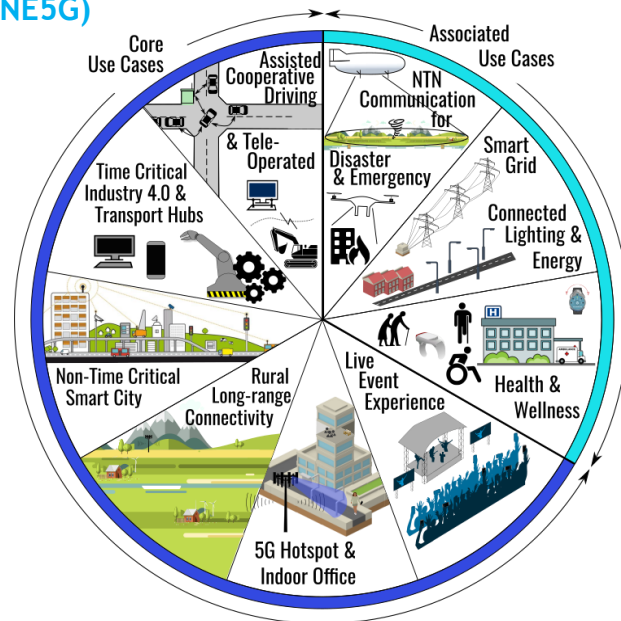 NE5G)
Core
Use Cases
Associated
Use Cases
Assisted
Cooperative
Driving
& Tele-
Operated
NTN
Communication
for
Disaster
& Emergency
Smart
Grid
Connected
Lighting &
Energy
H
Health &
Wellness
Live
Event
Experience
5G Hotspot &
Indoor Office
Rural
Long-range
Connectivity
Non-Time Critical
Smart City
Time Critical
Industry 4.0 &
Transport Hubs